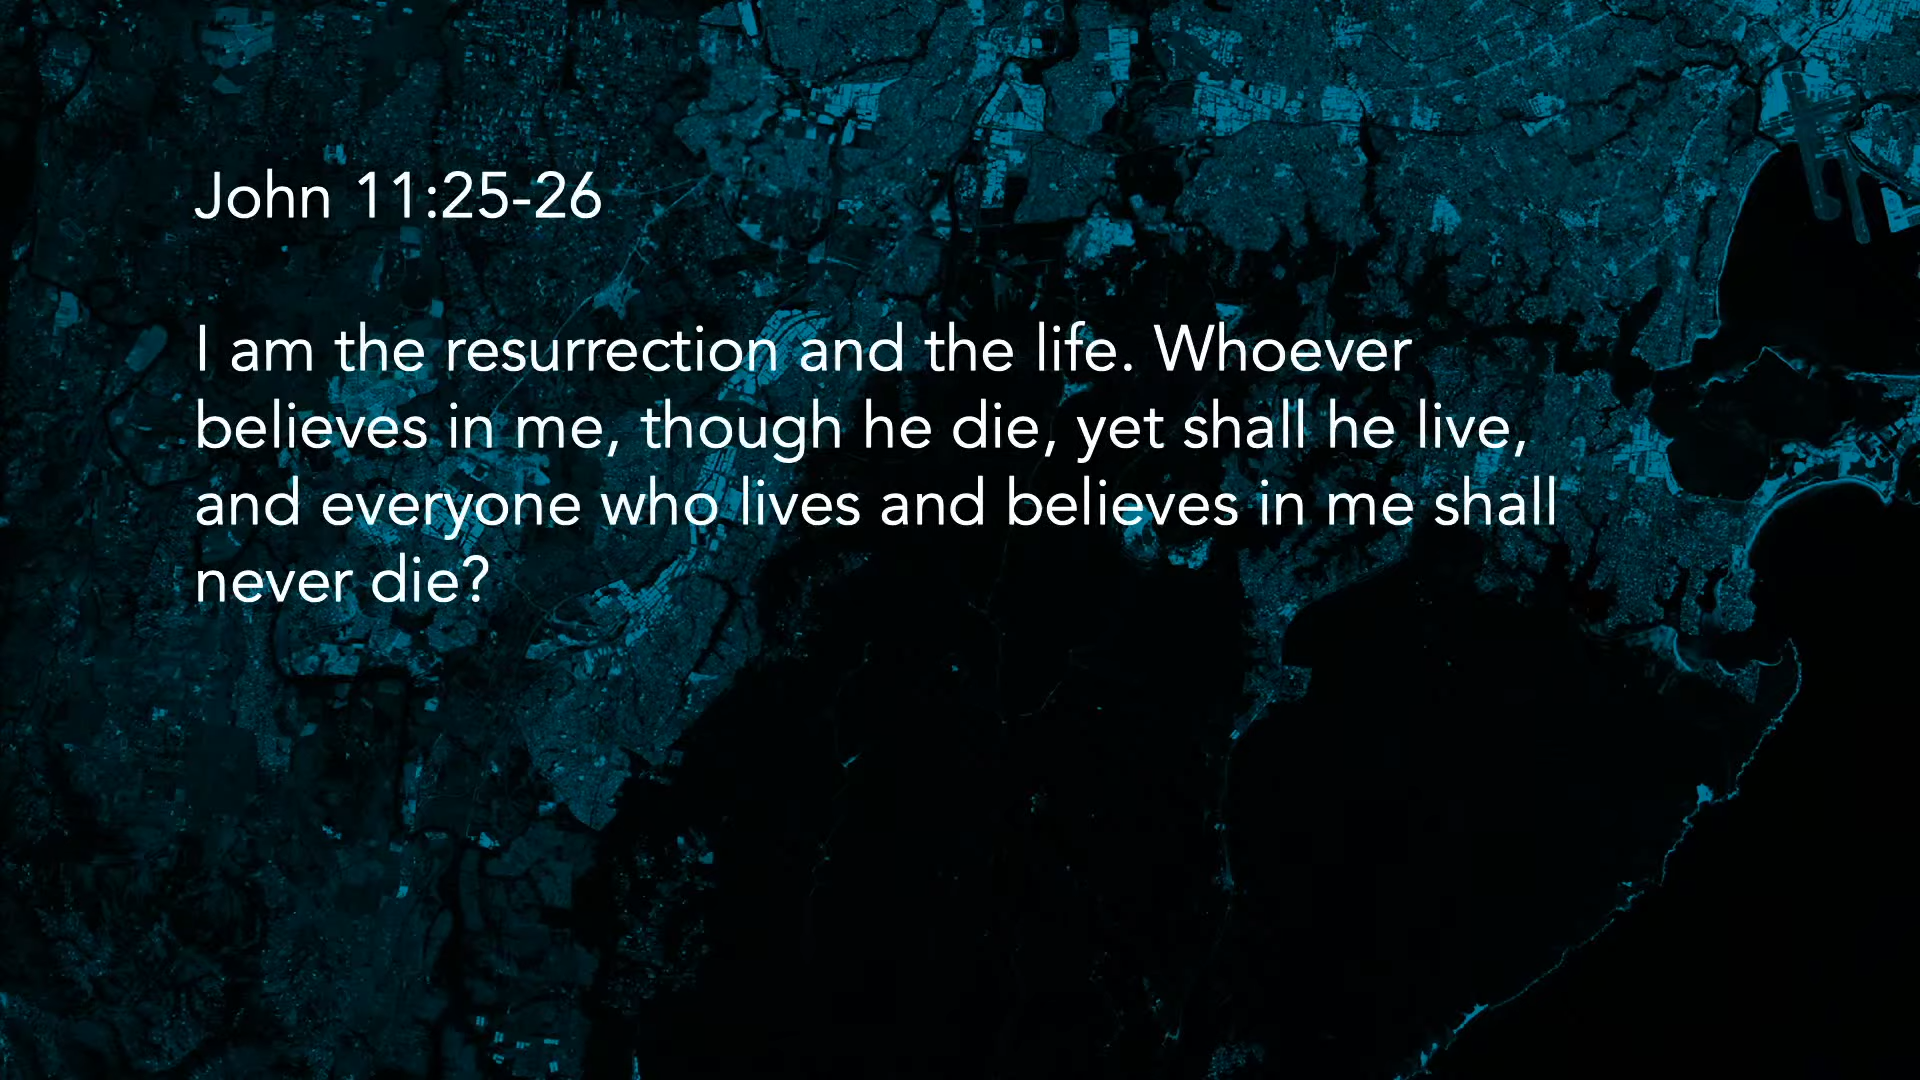 John 11:25-26
I am the resurrection and the life. Whoever
believes in me, though he die, yet shall he live,
and everyone who lives and believes in me shall
never die?